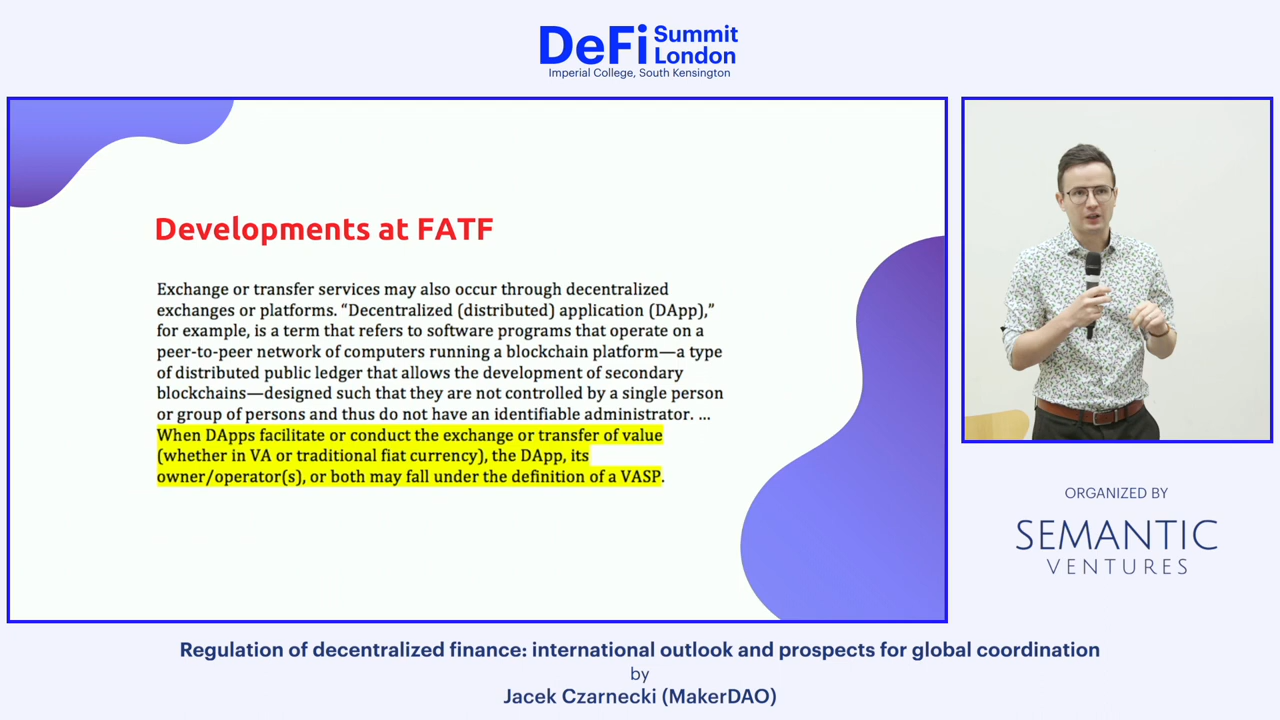 DeFi Summit
London
Imperial College, South Kensington
Developments at FATF
Exchange or transfer services may also occur through decentralized
exchanges or platforms. “Decentralized (distributed) application (DApp),”
for example, is a term that refers to software programs that operate on a
peer-to-peer network of computers running a blockchain platform—a type
of distributed public ledger that allows the development of secondary
blockchains—designed such that they are not controlled by a single person
or group of persons and thus do not have an identifiable administrator. ...
When DApps facilitate or conduct the exchange or transfer of value
(whether in VA or traditional fiat currency), the DApp, its
owner/operator(s), or both may fall under the definition of a VASP.
ORGANIZED BY
SEMANTIC
VENTURES
Regulation of decentralized finance: international outlook and prospects for global coordination
by
Jacek Czarnecki (MakerDAO)